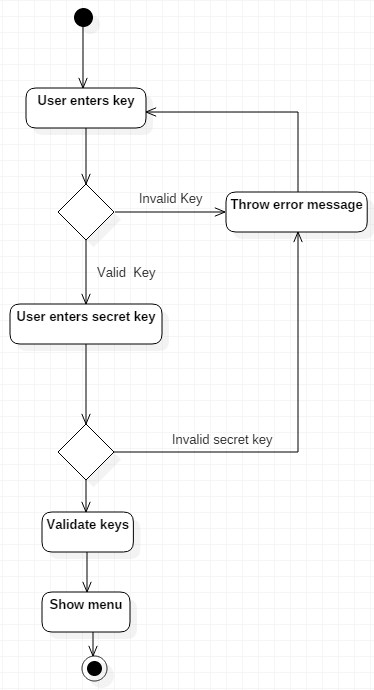 User enters key
Invalid Key
Throw error message
Valid  Key
User enters secret key
Invalid secret key
Validate keys
Show menu